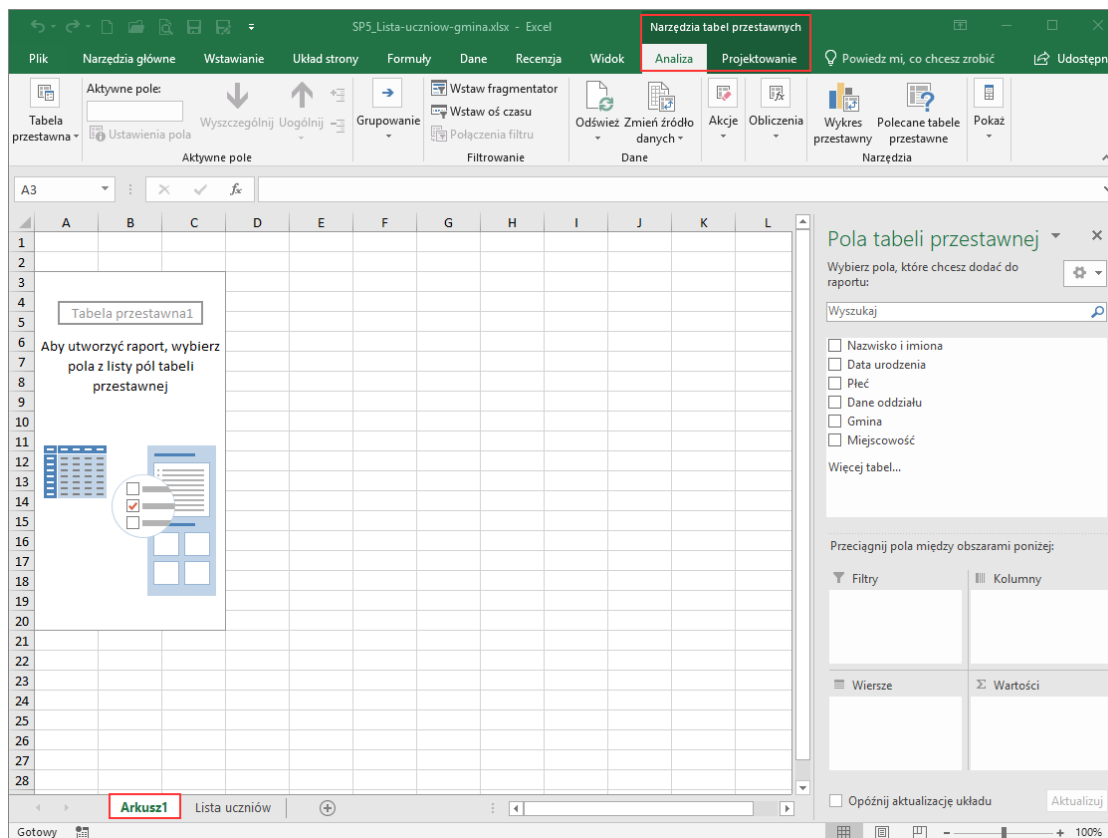 SP5_Lista-uczniow-gmina.xlsx - Excel
Narzędzia tabel przestawnych
Plik Narzędzia główne Wstawianie Układ strony Formuły Dane Recenzja Widok Analiza Projektowanie Powiedz mi, co chcesz zrobić Udostępn
Tabela
przestawna
Aktywne pole:
Ustawienia pola
Wyszczególnij Uogólnij
Aktywne pole
Grupowanie
Wstaw fragmentator
Wstaw oś czasu
Połączenia filtru
Filtrowanie
Odśwież Zmień źródło
danych
Dane
Akcje Obliczenia
Wykres
przestawny
Polecane tabele
przestawne
Narzędzia
Pokaż
A3
fx
A B C D E F G H I J K L
1
2
3
4
5
6
7
8
9
10
11
12
13
14
15
16
17
18
19
20
21
22
23
24
25
26
27
28
Tabela przestawna1
Aby utworzyć raport, wybierz
pola z listy pól tabeli
przestawnej
Pola tabeli przestawnej
Wybierz pola, które chcesz dodać do
raportu:
Wyszukaj
Nazwisko i imiona
Data urodzenia
Płeć
Dane oddziału
Gmina
Miejscowość
Więcej tabel...
Przeciągnij pola między obszarami poniżej:
Filtry
Kolumny
Wiersze
Σ Wartości
Opóźnij aktualizację układu
Aktualizuj
Arkusz1 Lista uczniów
Gotowy
100%